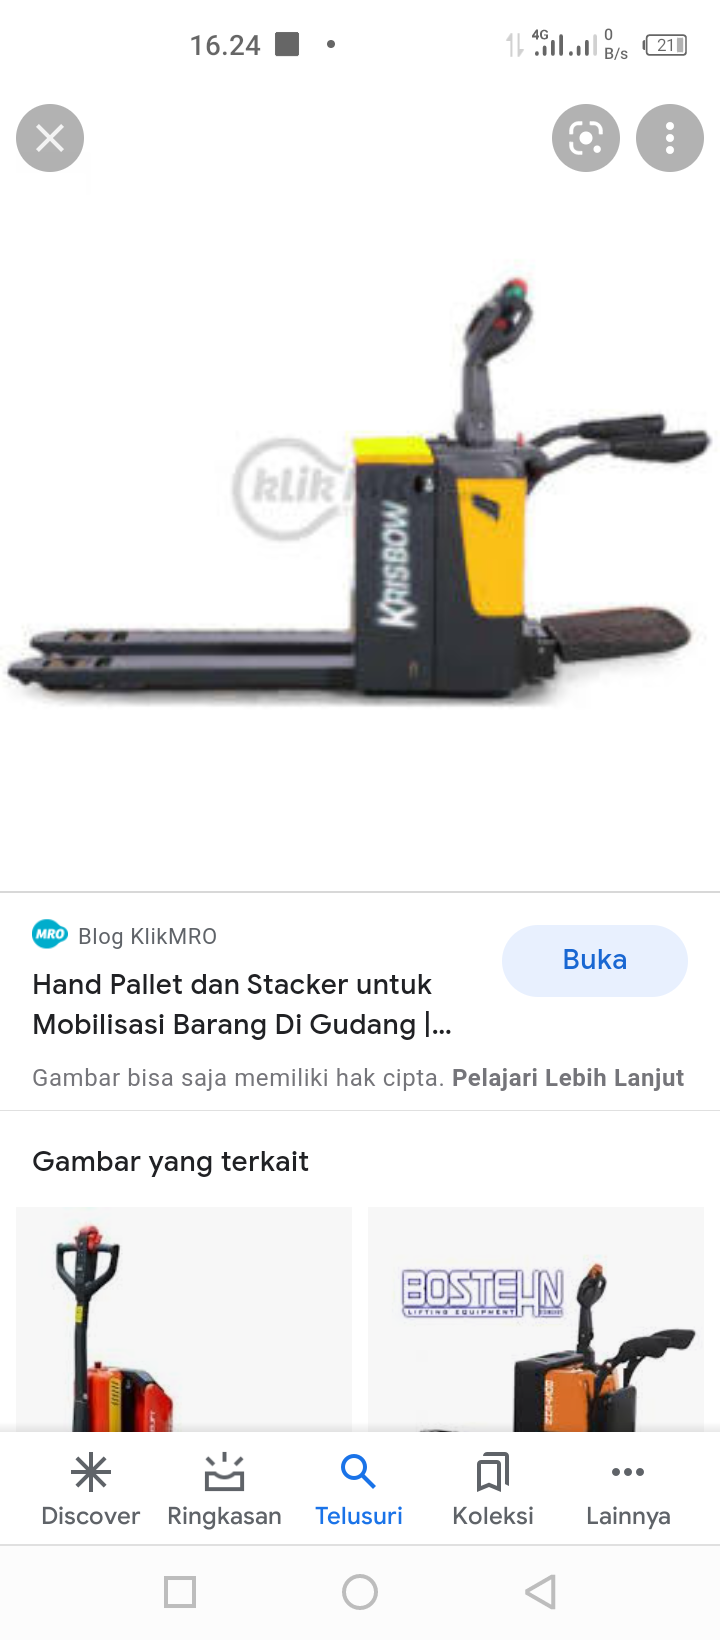 16.24
4G
0
B/s
21
klik
KRISBOW
MRO
Blog KlikMRO
Buka
Hand Pallet dan Stacker untuk
Mobilisasi Barang Di Gudang |...
Gambar bisa saja memiliki hak cipta. Pelajari Lebih Lanjut
Gambar yang terkait
BOSTEHN
LIFTING EQUIPMENT
Discover
Ringkasan
Telusuri
Koleksi
Lainnya